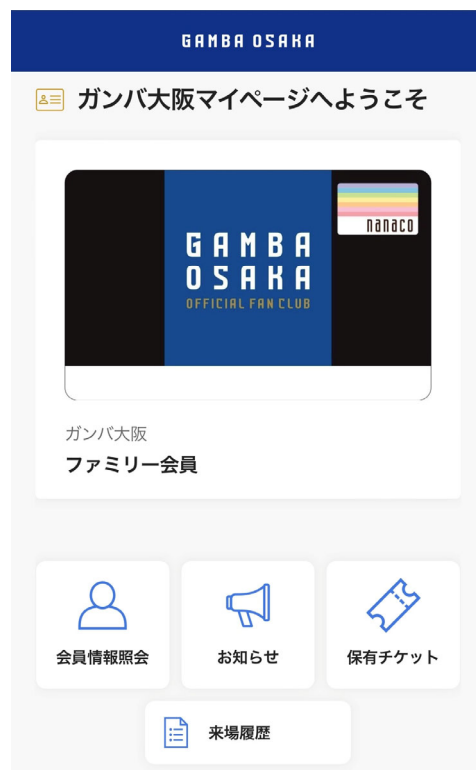 GAMBA OSAKA
ガンバ大阪マイページへようこそ
nanaco
GAMBA
OSAKA
OFFICIAL FAN CLUB
ガンバ大阪
ファミリー会員
会員情報照会
お知らせ
保有チケット
来場履歴